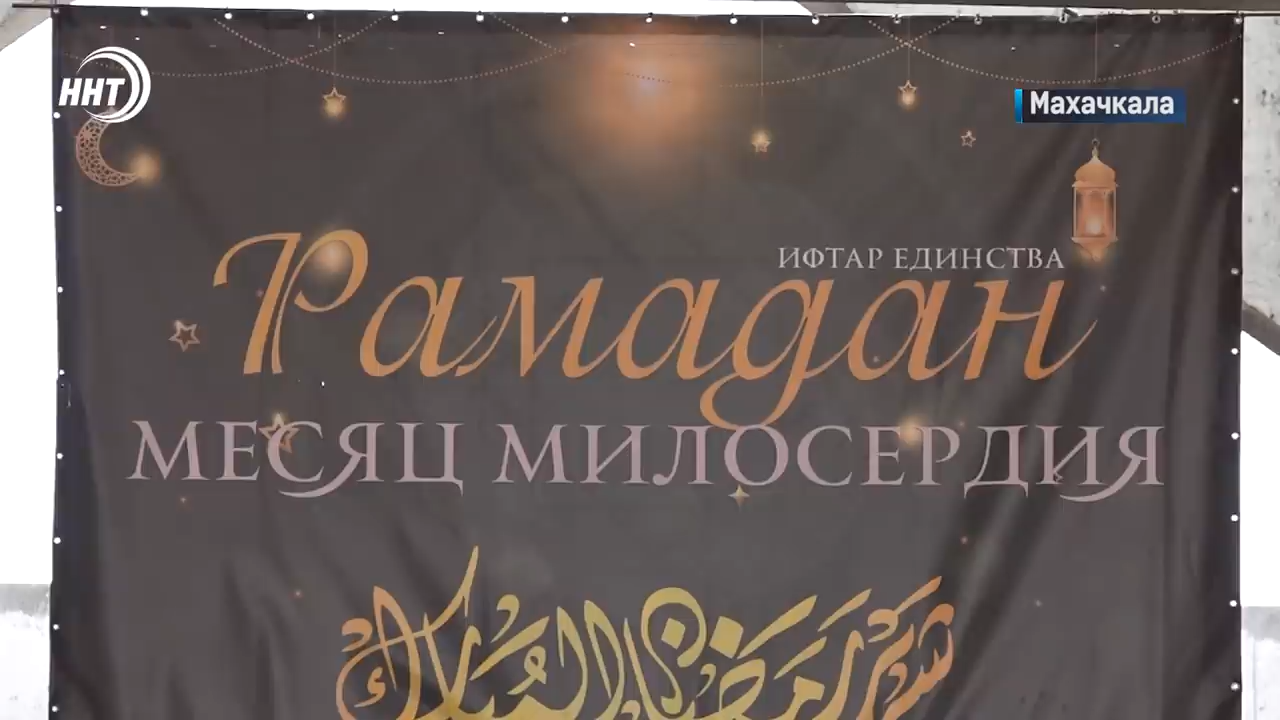 ННТ
Махачкала
ИФТАР ЕДИНСТВА
Рамадан
МЕСЯЦ МИЛОСЕРДИЯ
شهر رمضان المبارك